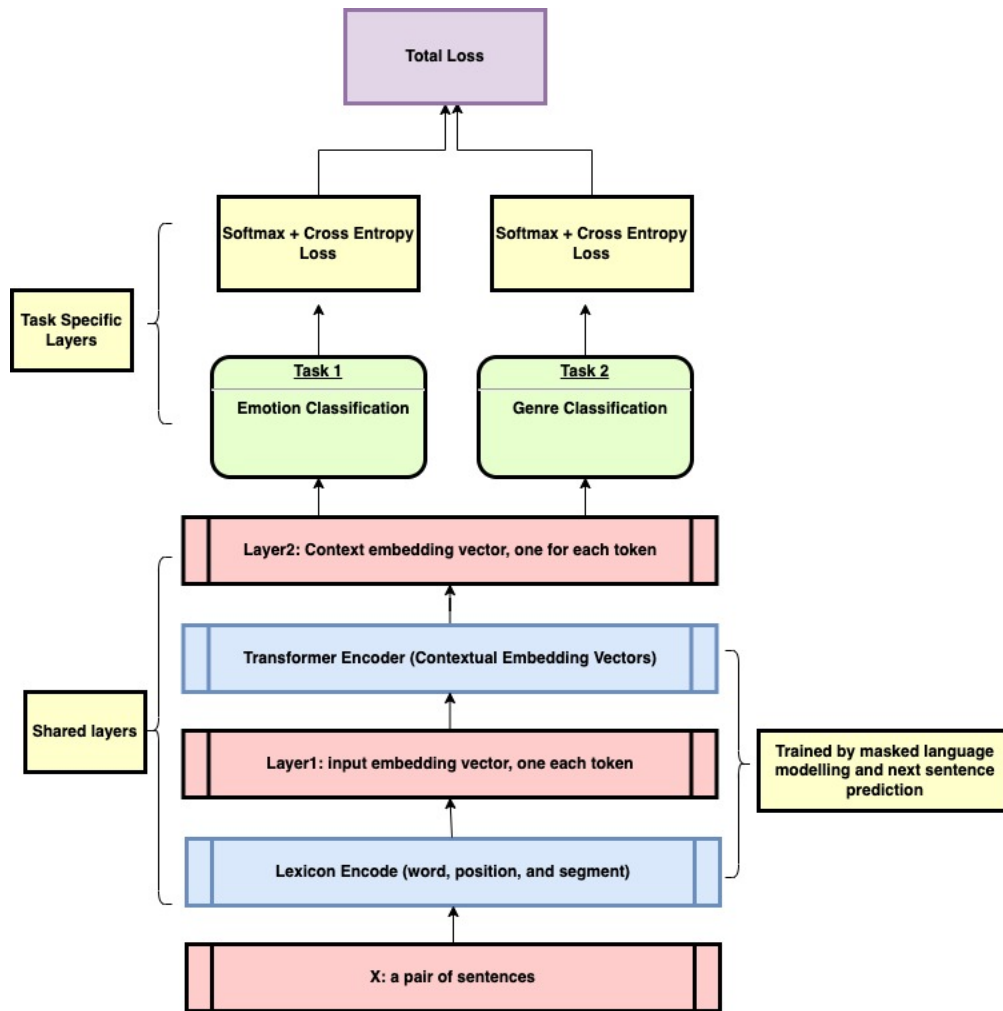 Total Loss
Softmax + Cross Entropy
Loss
Softmax + Cross Entropy
Loss
Task Specific
Layers
Task 1
Emotion Classification
Task 2
Genre Classification
Layer2: Context embedding vector, one for each token
Transformer Encoder (Contextual Embedding Vectors)
Shared layers
Layer1: input embedding vector, one each token
Trained by masked language
modelling and next sentence
prediction
Lexicon Encode (word, position, and segment)
X: a pair of sentences